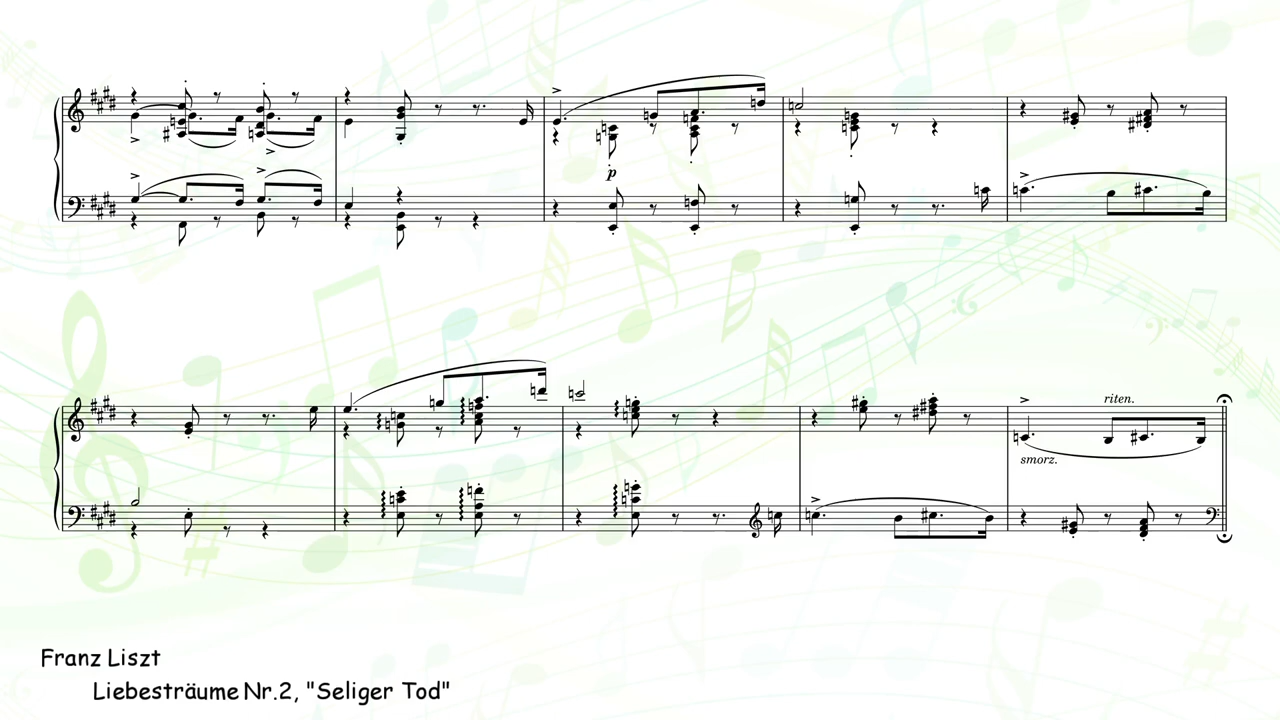 p
riten.
smorz.
Franz Liszt
Liebesträume Nr.2, "Seliger Tod"